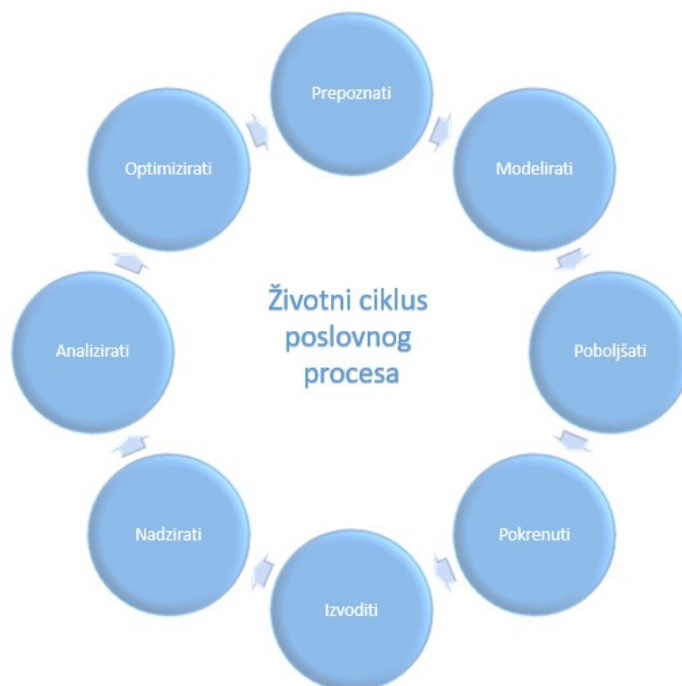 Prepoznati
Modelirati
Poboljšati
Pokrenuti
Izvoditi
Nadzirati
Analizirati
Optimizirati
Životni ciklus
poslovnog
procesa